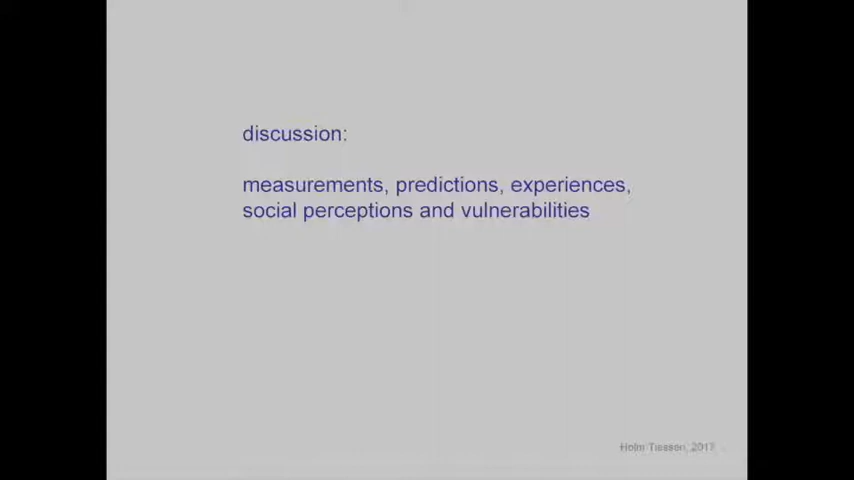 discussion:
measurements, predictions, experiences,
social perceptions and vulnerabilities
Holm Tiessen, 2017